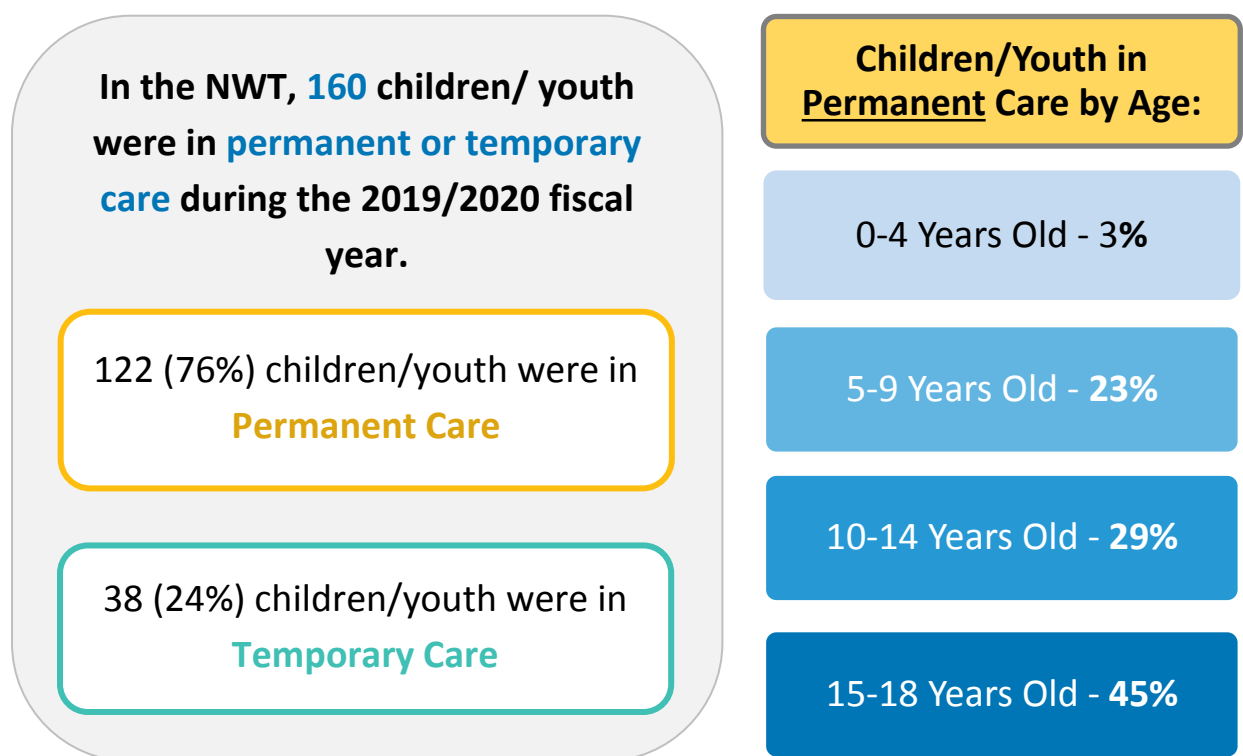 In the NWT, 160 children/ youth
were in permanent or temporary
care during the 2019/2020 fiscal
year.
122 (76%) children/youth were in
Permanent Care
38 (24%) children/youth were in
Temporary Care
Children/Youth in
Permanent Care by Age:
0-4 Years Old - 3%
5-9 Years Old - 23%
10-14 Years Old - 29%
15-18 Years Old - 45%